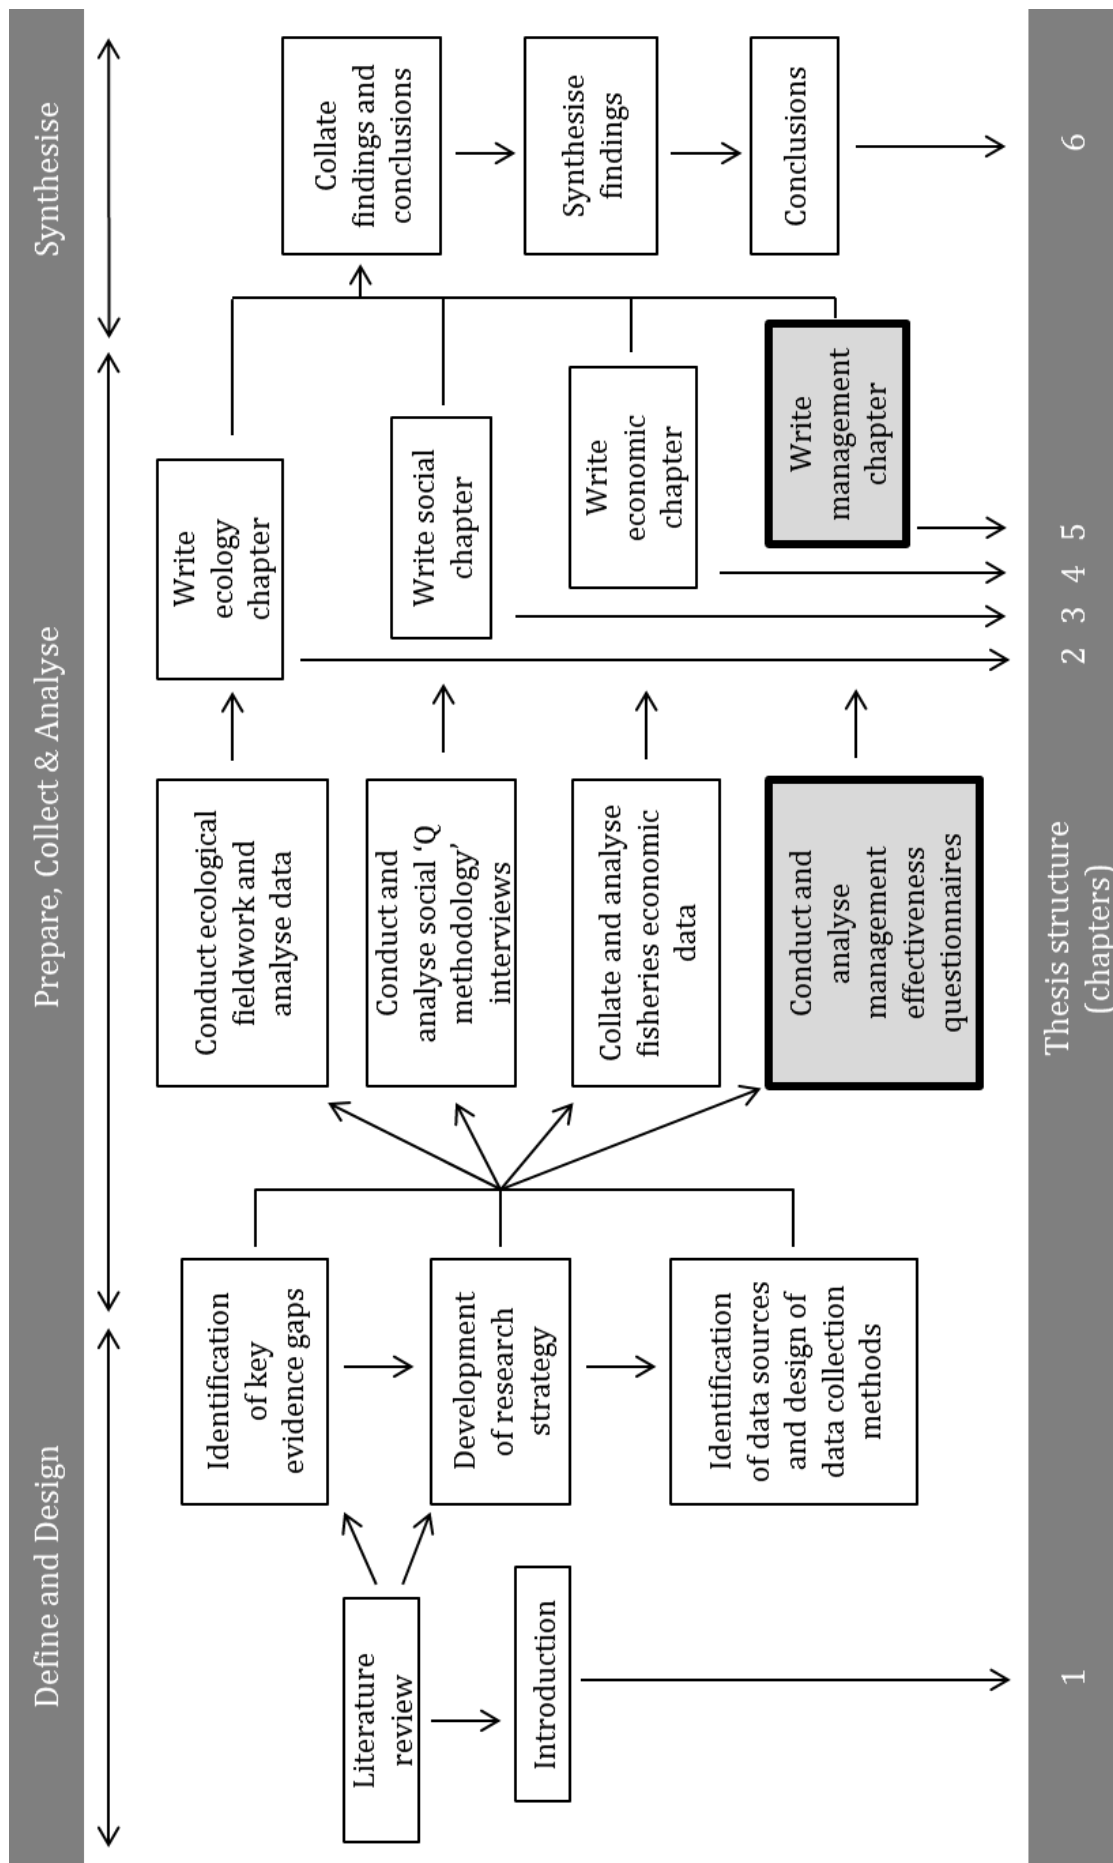 Define and Design
Prepare, Collect & Analyse
Synthesise
Literature
review
Introduction
Identification
of key
evidence gaps
Development
of research
strategy
Identification
of data sources
and design of
data collection
methods
Conduct ecological
fieldwork and
analyse data
Conduct and
analyse social ‘Q
methodology’
interviews
Collate and analyse
fisheries economic
data
Conduct and
analyse
management
effectiveness
questionnaires
Write
ecology
chapter
Write social
chapter
Write
economic
chapter
Write
management
chapter
Collate
findings and
conclusions
Synthesise
findings
Conclusions
1
Thesis structure
(chapters)
2 3 4 5
6